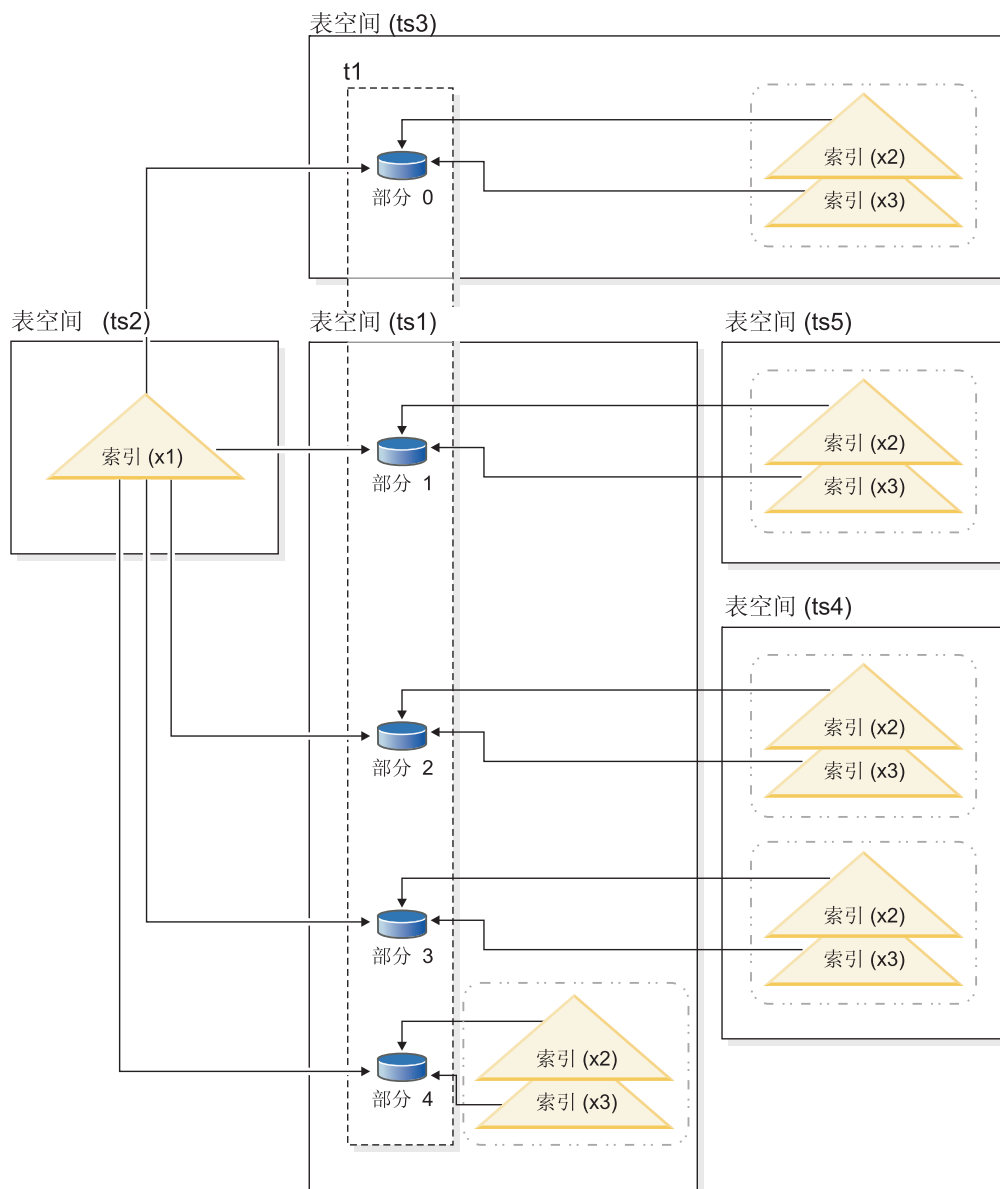 表空间 (ts3)
t1
部分 0
索引 (x2)
索引 (x3)
表空间 (ts2)
索引 (x1)
表空间 (ts1)
部分 1
表空间 (ts5)
索引 (x2)
索引 (x3)
表空间 (ts4)
部分 2
索引 (x2)
索引 (x3)
部分 3
索引 (x2)
索引 (x3)
部分 4
索引 (x2)
索引 (x3)